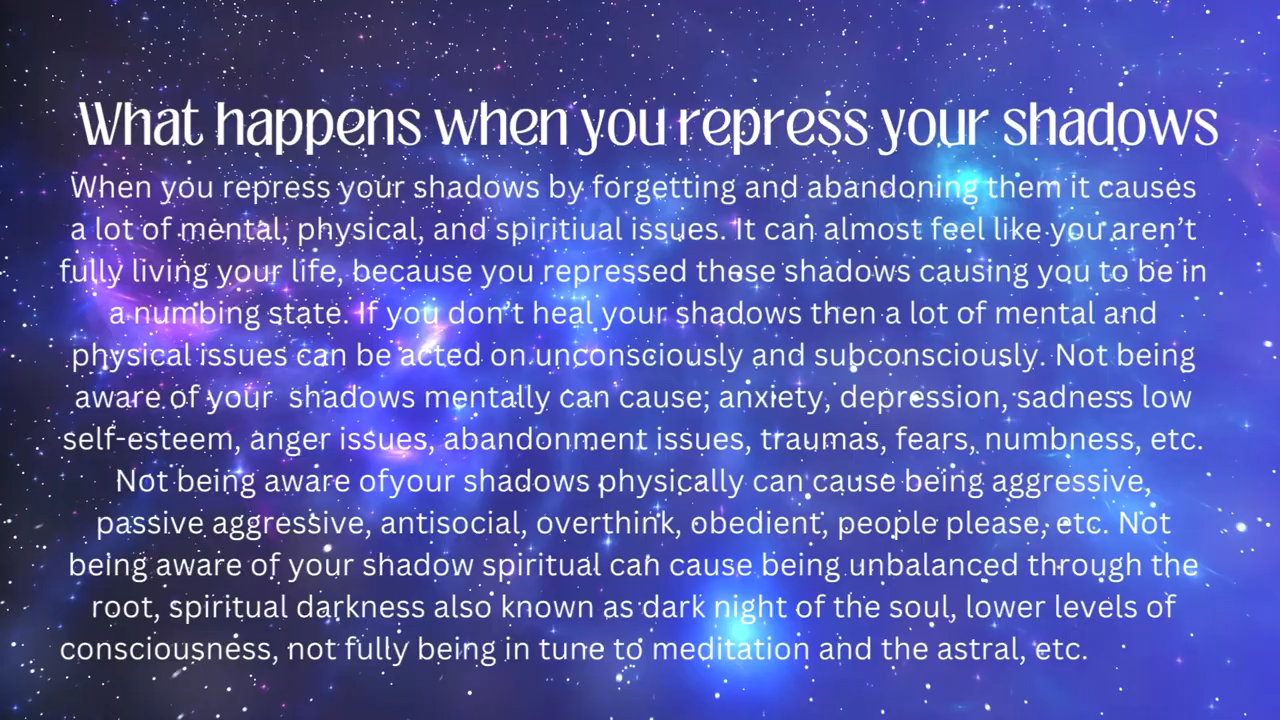 What happens when you repress your shadows
When you repress your shadows by forgetting and abandoning them it causes
a lot of mental, physical, and spiritiual issues. It can almost feel like you aren't
fully living your life, because you repressed these shadows causing you to be in
a numbing state. If you don't heal your shadows then a lot of mental and
physical issues can be acted on unconsciously and subconsciously. Not being
aware of your  shadows mentally can cause; anxiety, depression, sadness low
self-esteem, anger issues, abandonment issues, traumas, fears, numbness, etc.
Not being aware ofyour shadows physically can cause being aggressive,
passive aggressive, antisocial, overthink, obedient, people please, etc. Not
being aware of your shadow spiritual can cause being unbalanced through the
root, spiritual darkness also known as dark night of the soul, lower levels of
consciousness, not fully being in tune to meditation and the astral, etc.